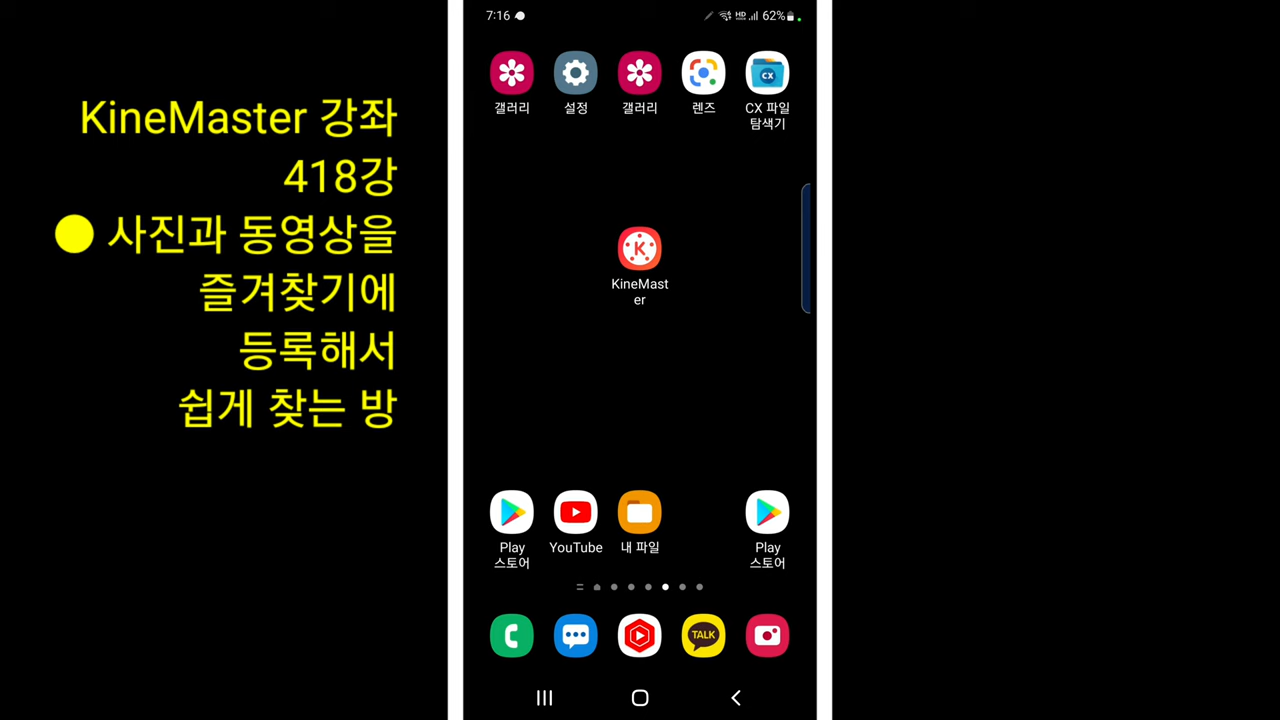 KineMaster 강좌
418강
● 사진과 동영상을
즐겨찾기에
등록해서
쉽게 찾는 방
7:16
HD
62%
갤러리
설정
갤러리
렌즈
CX
CX 파일
탐색기
K
KineMast
er
Play
스토어
YouTube
내 파일
Play
스토어
TALK